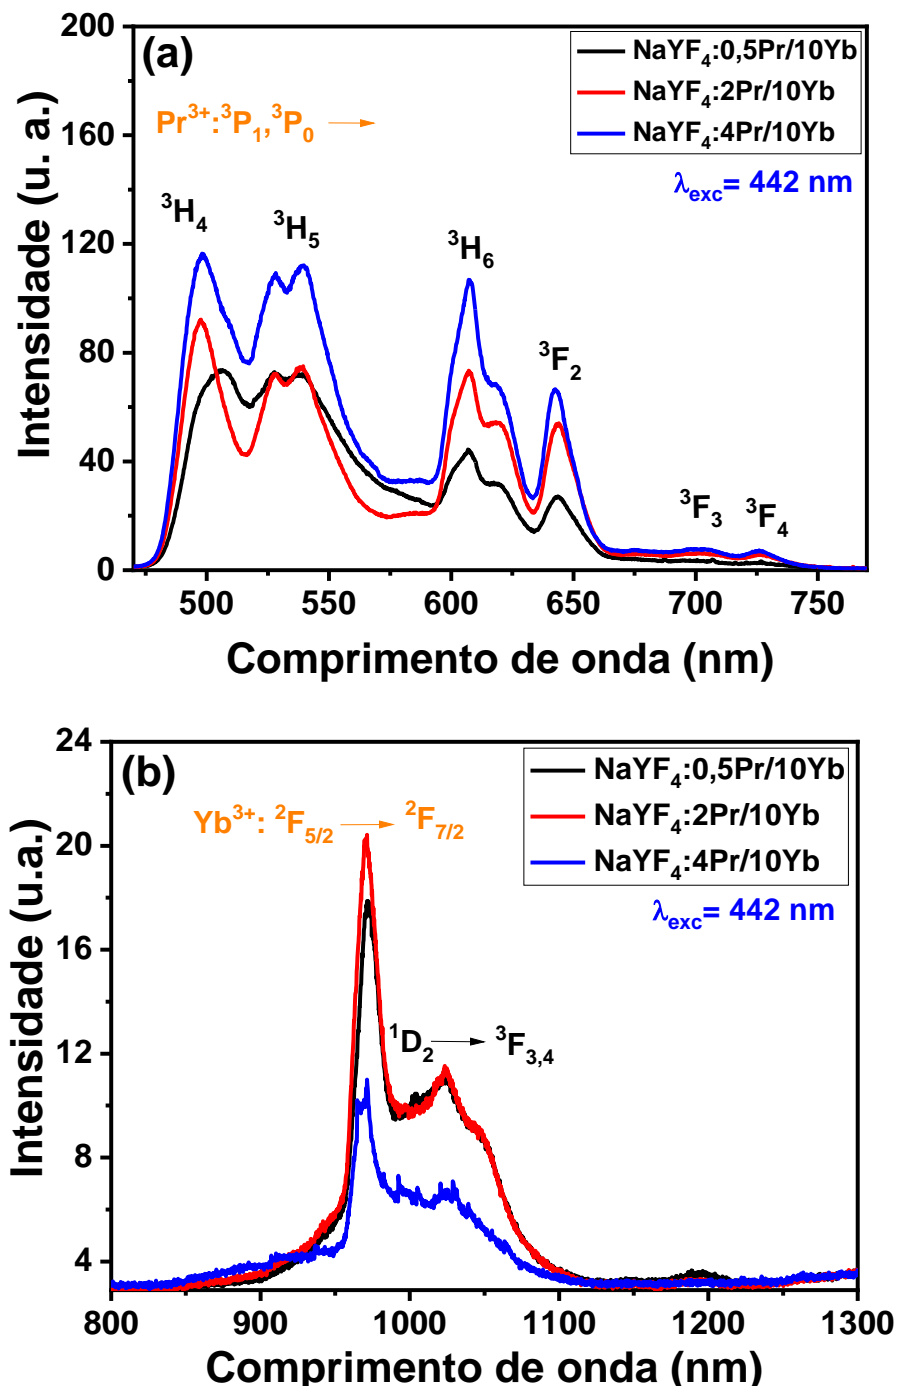 (a)
NaYF₄:0,5Pr/10Yb
NaYF₄:2Pr/10Yb
NaYF₄:4Pr/10Yb
λexc= 442 nm
Pr³⁺:³P₁,³P₀ →
³H₄
³H₅
³H₆
³F₂
³F₃
³F₄
Intensidade (u. a.)
200
160
120
80
40
0
500 550 600 650 700 750
Comprimento de onda (nm)
(b)
NaYF₄:0,5Pr/10Yb
NaYF₄:2Pr/10Yb
NaYF₄:4Pr/10Yb
λexc= 442 nm
Yb³⁺: ²F₅/₂ → ²F₇/₂
¹D₂ → ³F₃,₄
Intensidade (u.a.)
24
20
16
12
8
4
800 900 1000 1100 1200 1300
Comprimento de onda (nm)